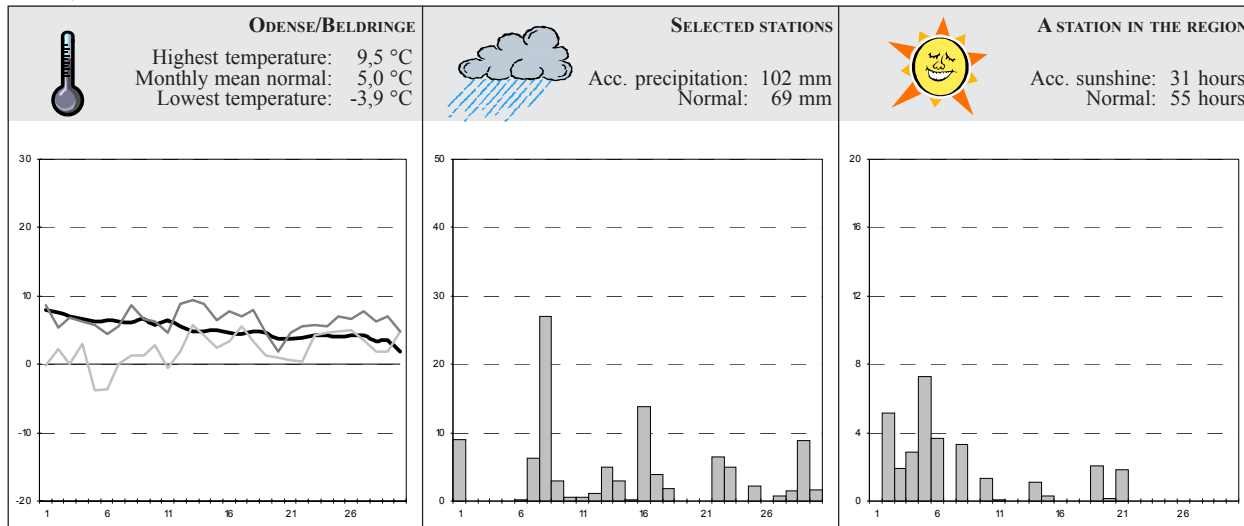 ODENSE/BELDRINGE
Highest temperature: 9,5 °C
Monthly mean normal: 5,0 °C
Lowest temperature: -3,9 °C
30
20
10
0
-10
-20
1 6 11 16 21 26
SELECTED STATIONS
Acc. precipitation: 102 mm
Normal: 69 mm
50
40
30
20
10
0
1 6 11 16 21 26
A STATION IN THE REGION
Acc. sunshine: 31 hours
Normal: 55 hours
20
16
12
8
4
0
1 6 11 16 21 26